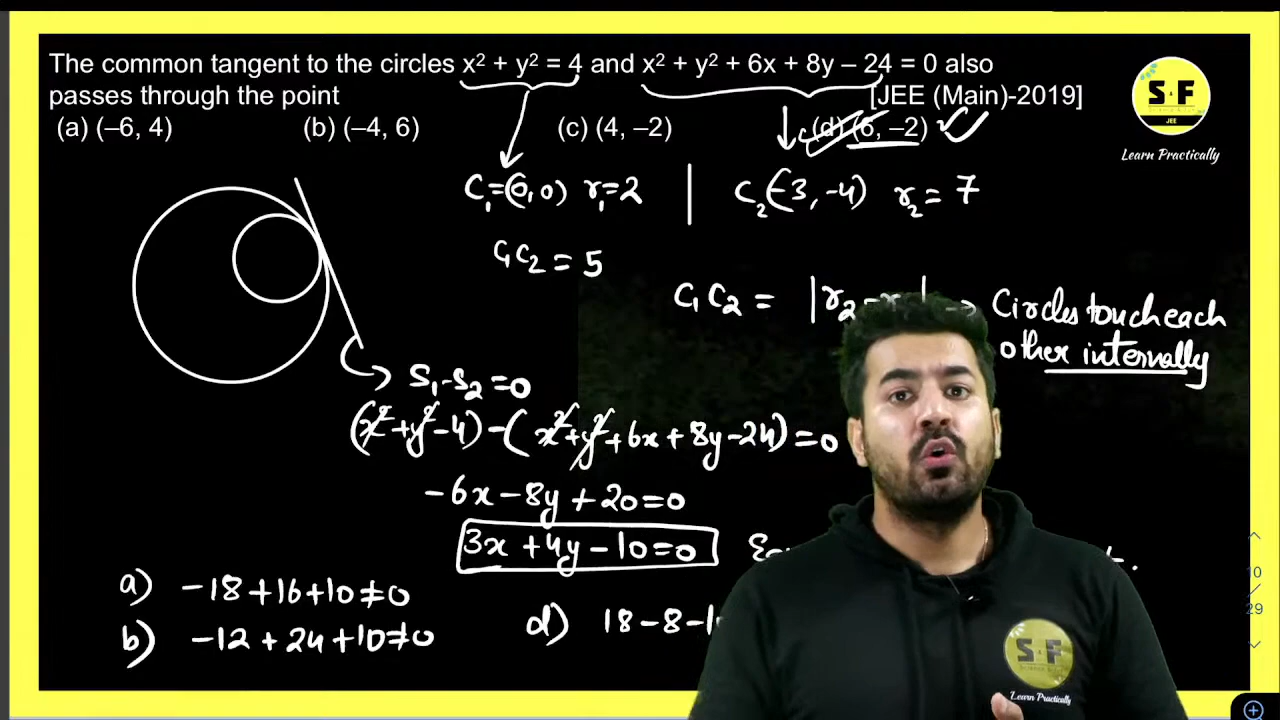 The common tangent to the circles x² + y² = 4 and x² + y² + 6x + 8y – 24 = 0 also
passes through the point [JEE (Main)-2019]
(a) (–6, 4) (b) (–4, 6) (c) (4, –2) (d) (6, –2)
S F
JEE
Learn Practically
C₁=(0,0) r₁=2 C₂(-3,-4) r₂=7
C₁C₂=5
C₁C₂ = |r₂-r → Circles touch each
other internally
S₁-S₂=0
(x²+y²-4)-(x²+y²+6x+8y-24)=0
-6x-8y+20=0
3x+4y-10=0
a) -18+16+10≠0
b) -12+24+10≠0
d) 18-8-1
S F
Learn Practically
10
/
29